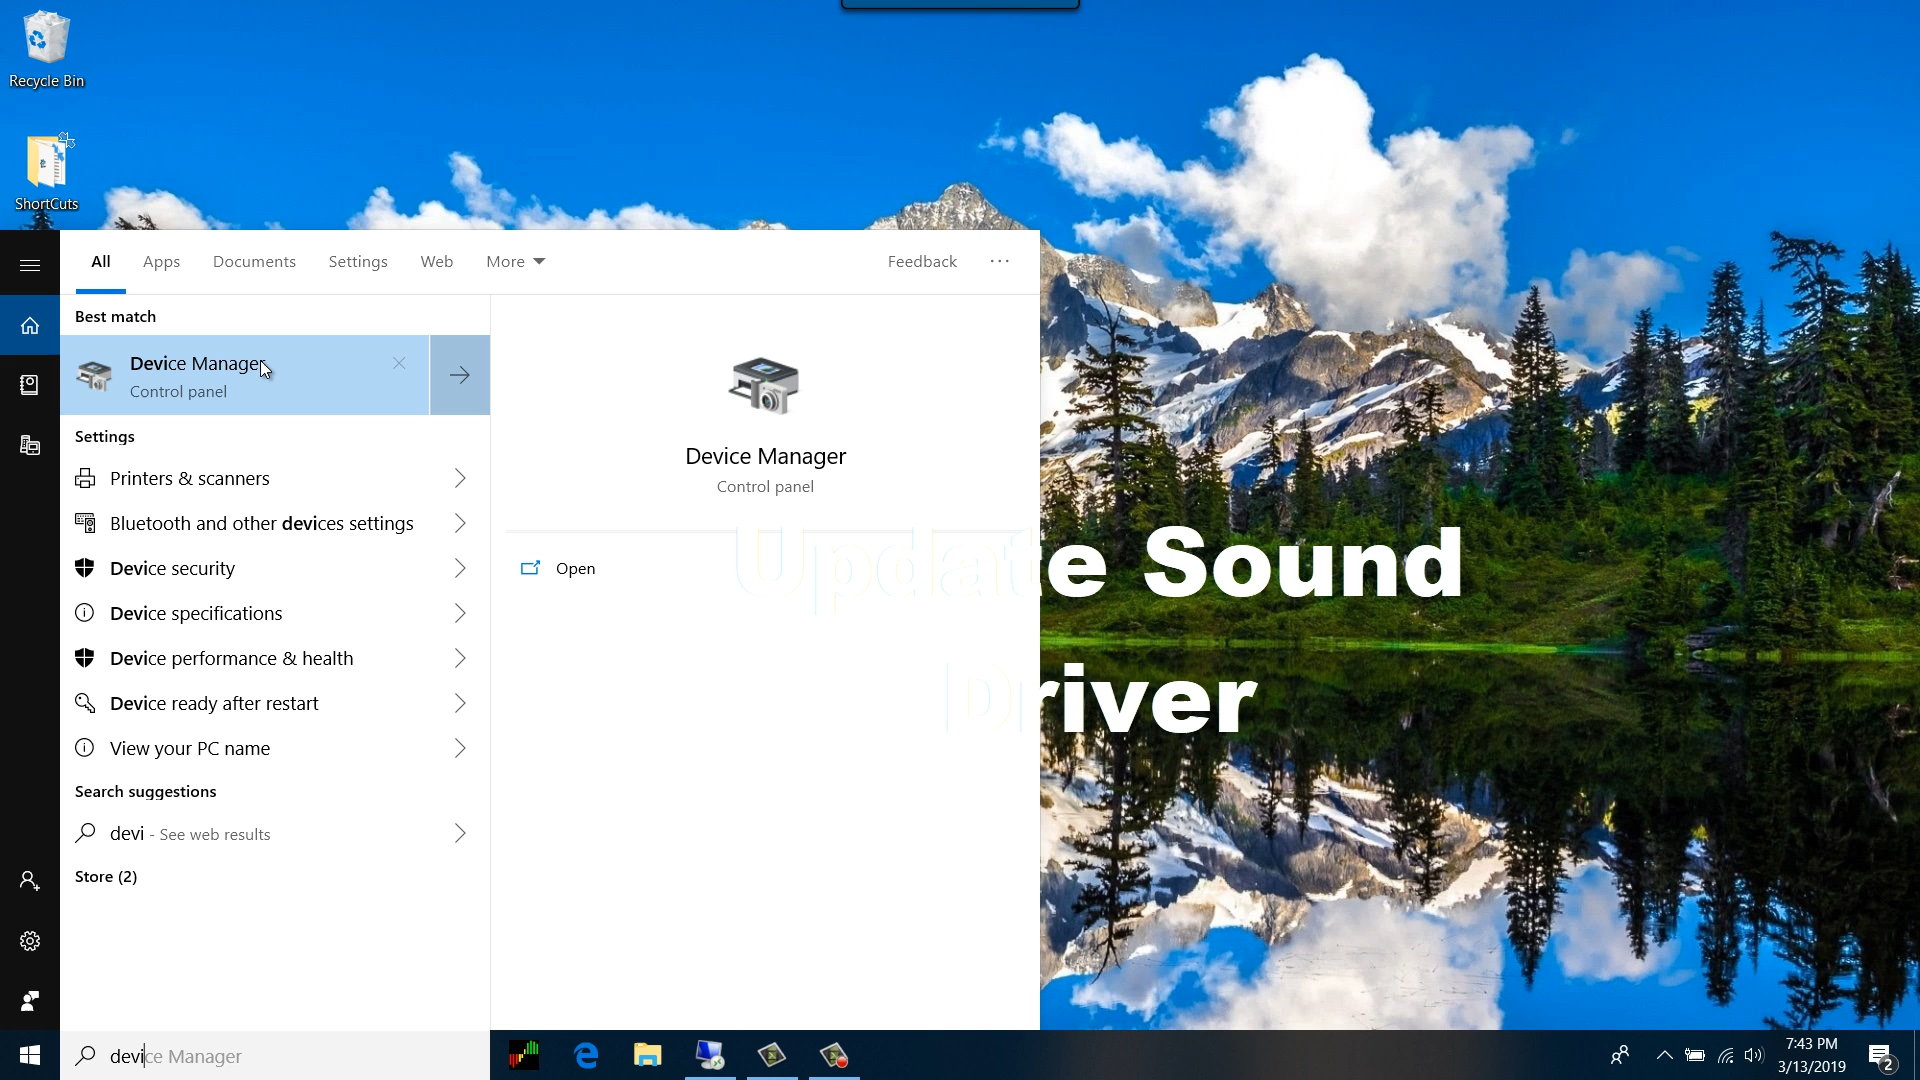 Recycle Bin
ShortCuts
All Apps Documents Settings Web More Feedback ...
Best match
Device Manager
Control panel
Settings
Printers & scanners
Bluetooth and other devices settings
Device security
Device specifications
Device performance & health
Device ready after restart
View your PC name
Search suggestions
devi - See web results
Store (2)
Device Manager
Control panel
Open
Update Sound
Driver
device Manager
7:43 PM
3/13/2019
2